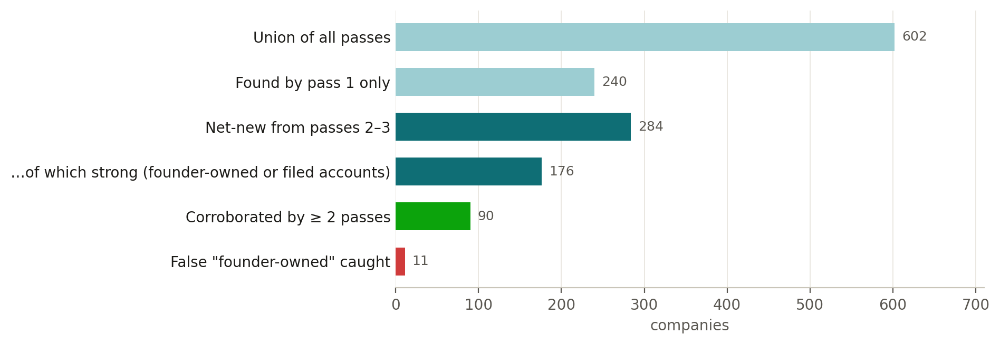 Union of all passes 602
Found by pass 1 only 240
Net-new from passes 2–3 284
…of which strong (founder-owned or filed accounts) 176
Corroborated by ≥ 2 passes 90
False "founder-owned" caught 11
0 100 200 300 400 500 600 700
companies